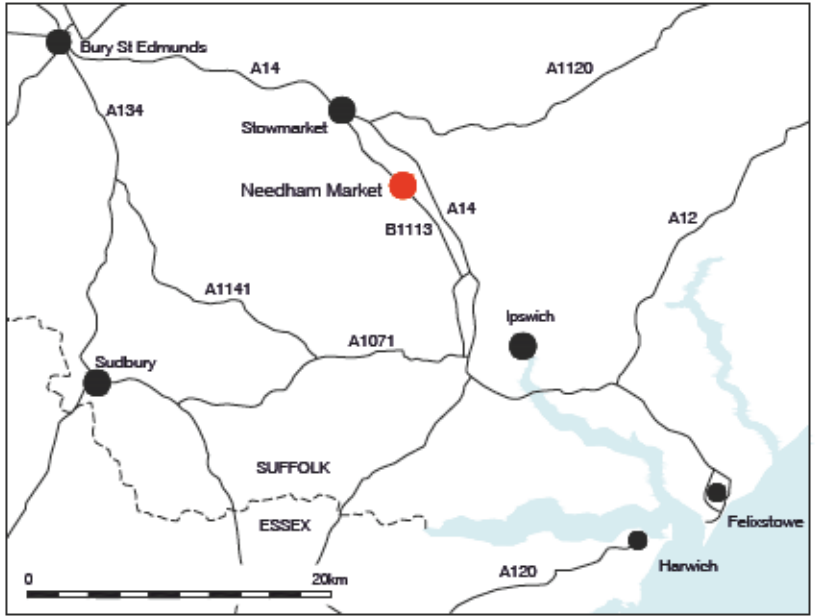 Bury St Edmunds
A14
A1120
A134
Stowmarket
Needham Market
A14
A12
B1113
A1141
Ipswich
A1071
Sudbury
SUFFOLK
ESSEX
Felixstowe
Harwich
A120
0 20km